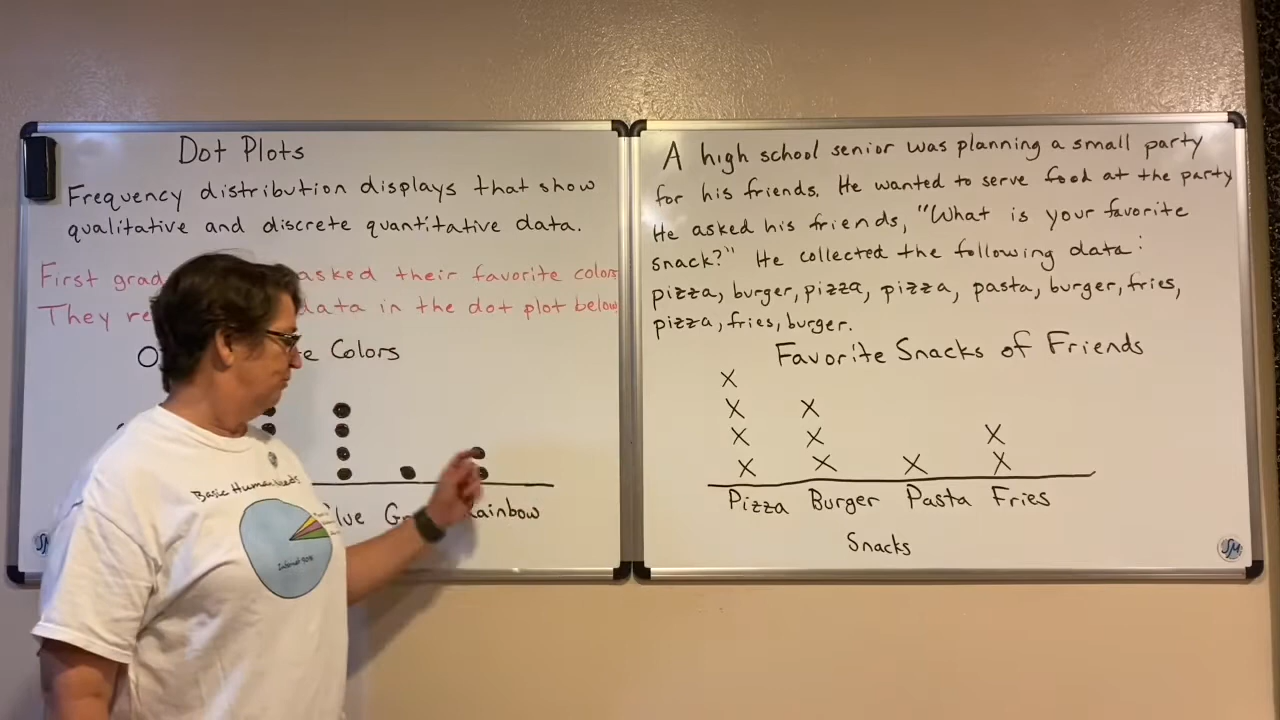 Dot Plots
Frequency distribution displays that show
qualitative and discrete quantitative data.
First asked their favorite colors
They data in the dot plot below
Colors
Rainbow
A high school senior was planning a small party
for his friends. He wanted to serve food at the party
He asked his friends, "What is your favorite
snack?" He collected the following data:
pizza, burger, pizza, pizza, pasta, burger, fries,
pizza, fries, burger.
Favorite Snacks of Friends
X
X X
X X X
X X X X
Pizza Burger Pasta Fries
Snacks
SM
Basic Human Needs
Internet 90%